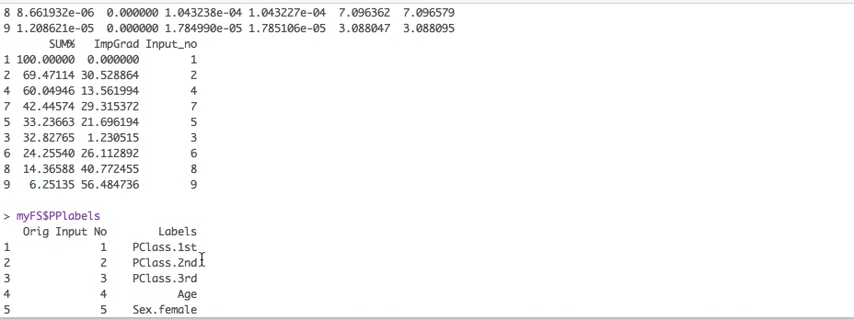 8 8.661932e-06 0.000000 1.043238e-04 1.043227e-04 7.096362 7.096579
9 1.208621e-05 0.000000 1.784990e-05 1.785106e-05 3.088047 3.088095
SUM% ImpGrad Input_no
1 100.00000 0.000000 1
2 69.47114 30.528864 2
4 60.04946 13.561994 4
7 42.44574 29.315372 7
5 33.23663 21.696194 5
3 32.82765 1.230515 3
6 24.25540 26.112892 6
8 14.36588 40.772455 8
9 6.25135 56.484736 9
> myFS$PPlabels
Orig Input No Labels
1 1 PClass.1st
2 2 PClass.2nd
3 3 PClass.3rd
4 4 Age
5 5 Sex.female